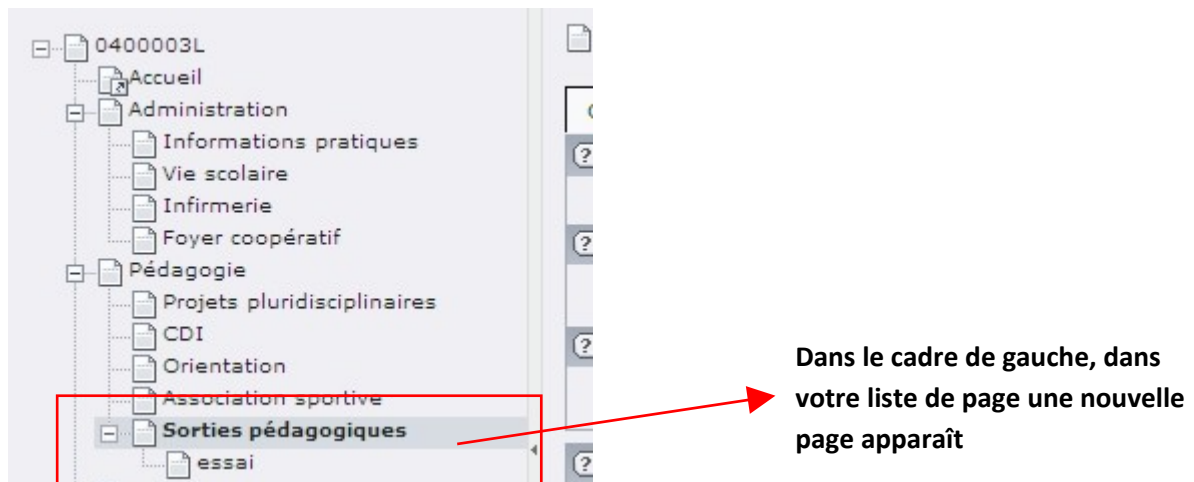 0400003L
Accueil
Administration
Informations pratiques
Vie scolaire
Infirmerie
Foyer coopératif
Pédagogie
Projets pluridisciplinaires
CDI
Orientation
Association sportive
Sorties pédagogiques
essai
Dans le cadre de gauche, dans
votre liste de page une nouvelle
page apparaît